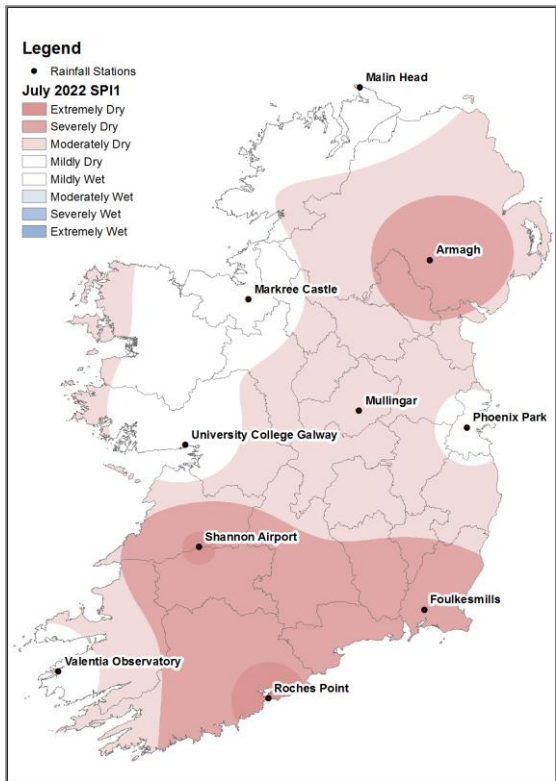 Legend
Rainfall Stations
July 2022 SPI1
Extremely Dry
Severely Dry
Moderately Dry
Mildly Dry
Mildly Wet
Moderately Wet
Severely Wet
Extremely Wet
Malin Head
Armagh
Markree Castle
Mullingar
Phoenix Park
University College Galway
Shannon Airport
Foulkesmills
Valentia Observatory
Roches Point